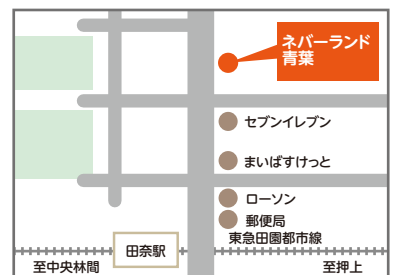 ネバーランド
青葉
セブンイレブン
まいばすけっと
ローソン
郵便局
東急田園都市線
田奈駅
至中央林間
至押上